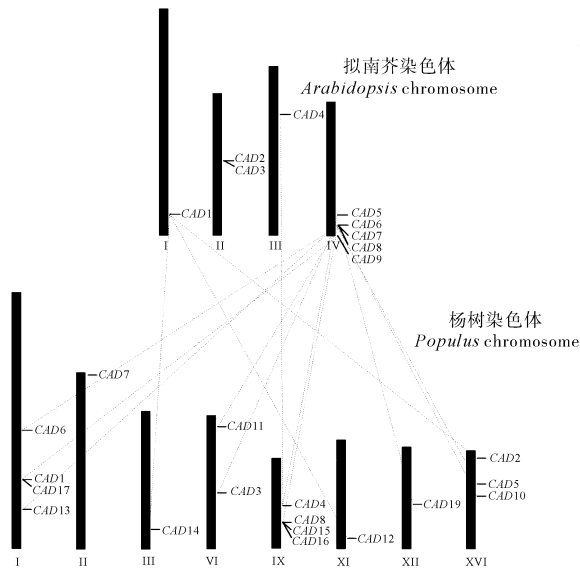 拟南芥染色体
Arabidopsis chromosome
CAD4
CAD2
CAD3
CAD1
CAD5
CAD6
CAD7
CAD8
CAD9
I
II
III
IV
杨树染色体
Populus chromosome
CAD7
CAD6
CAD11
CAD2
CAD1
CAD17
CAD3
CAD5
CAD10
CAD13
CAD4
CAD19
CAD8
CAD15
CAD16
CAD14
CAD12
I
II
III
VI
IX
XI
XII
XVI